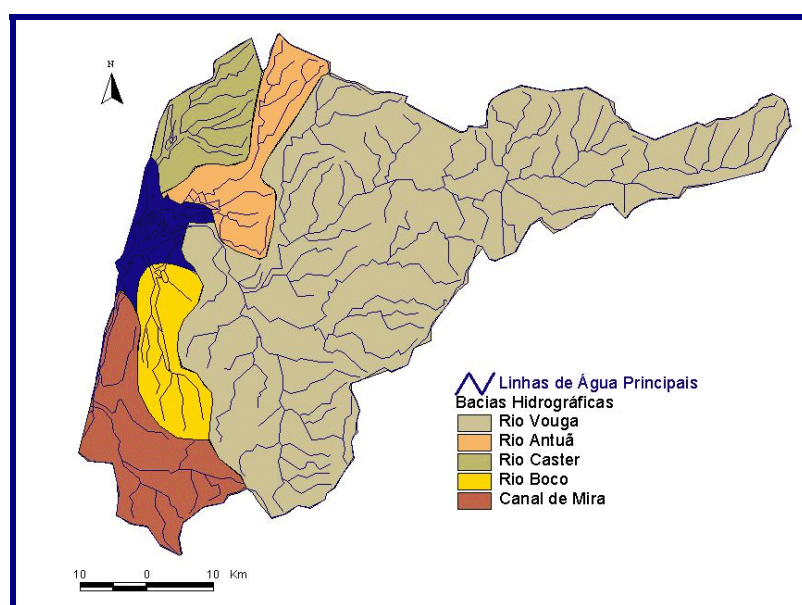 N
Linhas de Água Principais
Bacias Hidrográficas
Rio Vouga
Rio Antuã
Rio Caster
Rio Boco
Canal de Mira
10 0 10 Km